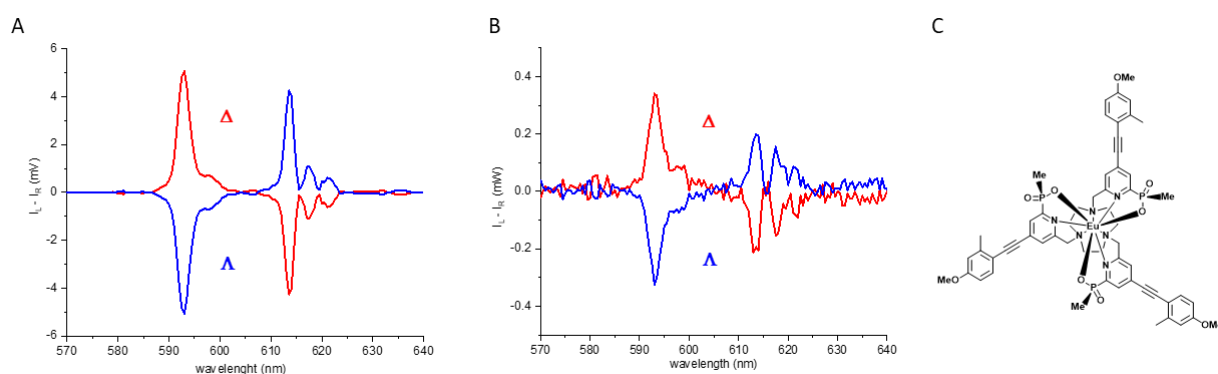 A
B
C
6
4
2
0
-2
-4
-6
I_L - I_R (mV)
570
580
590
600
610
620
630
640
wavelenght (nm)
Δ
Λ
0.4
0.2
0.0
-0.2
-0.4
I_L - I_R (mW)
570
580
590
600
610
620
630
640
wavelength (nm)
Δ
Λ
OMe
Me
O
O
O=P
N
N
P
O
Me
O
Eu
N
N
N
N
MeO
O
P
O
Me
OMe